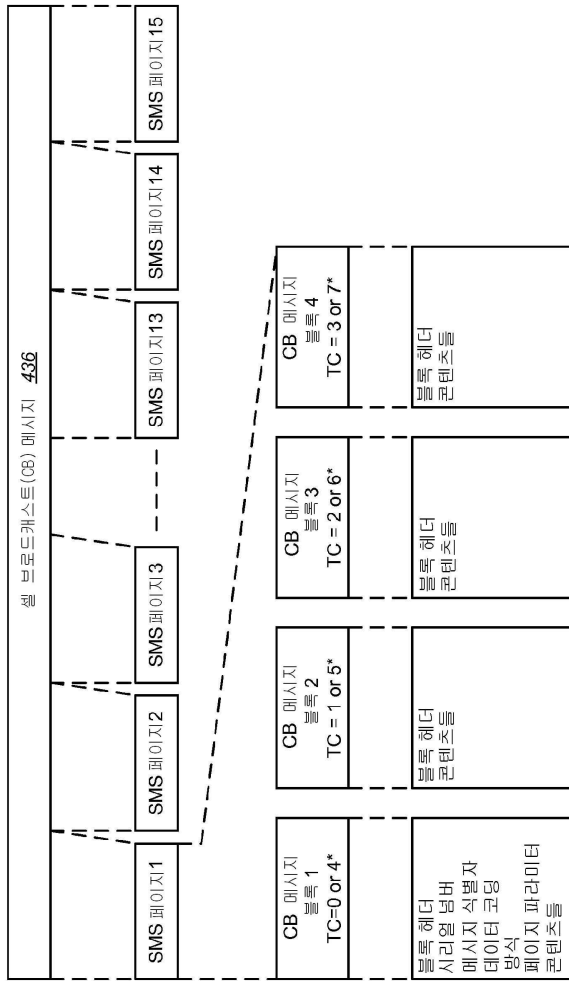 셀 브로드캐스트(CB) 메시지 436
SMS 페이지1
SMS 페이지2
SMS 페이지3
SMS 페이지13
SMS 페이지14
SMS 페이지15
CB 메시지
블록 1
TC=0 or 4*
CB 메시지
블록 2
TC = 1 or 5*
CB 메시지
블록3
TC = 2 or 6*
CB 메시지
블록 4
TC = 3 or 7*
블록 헤더
시리얼 넘버
메시지 식별자
데이터 코딩
방식
페이지 파라미터
콘텐츠들
블록 헤더
콘텐츠들
블록 헤더
콘텐츠들
블록 헤더
콘텐츠들